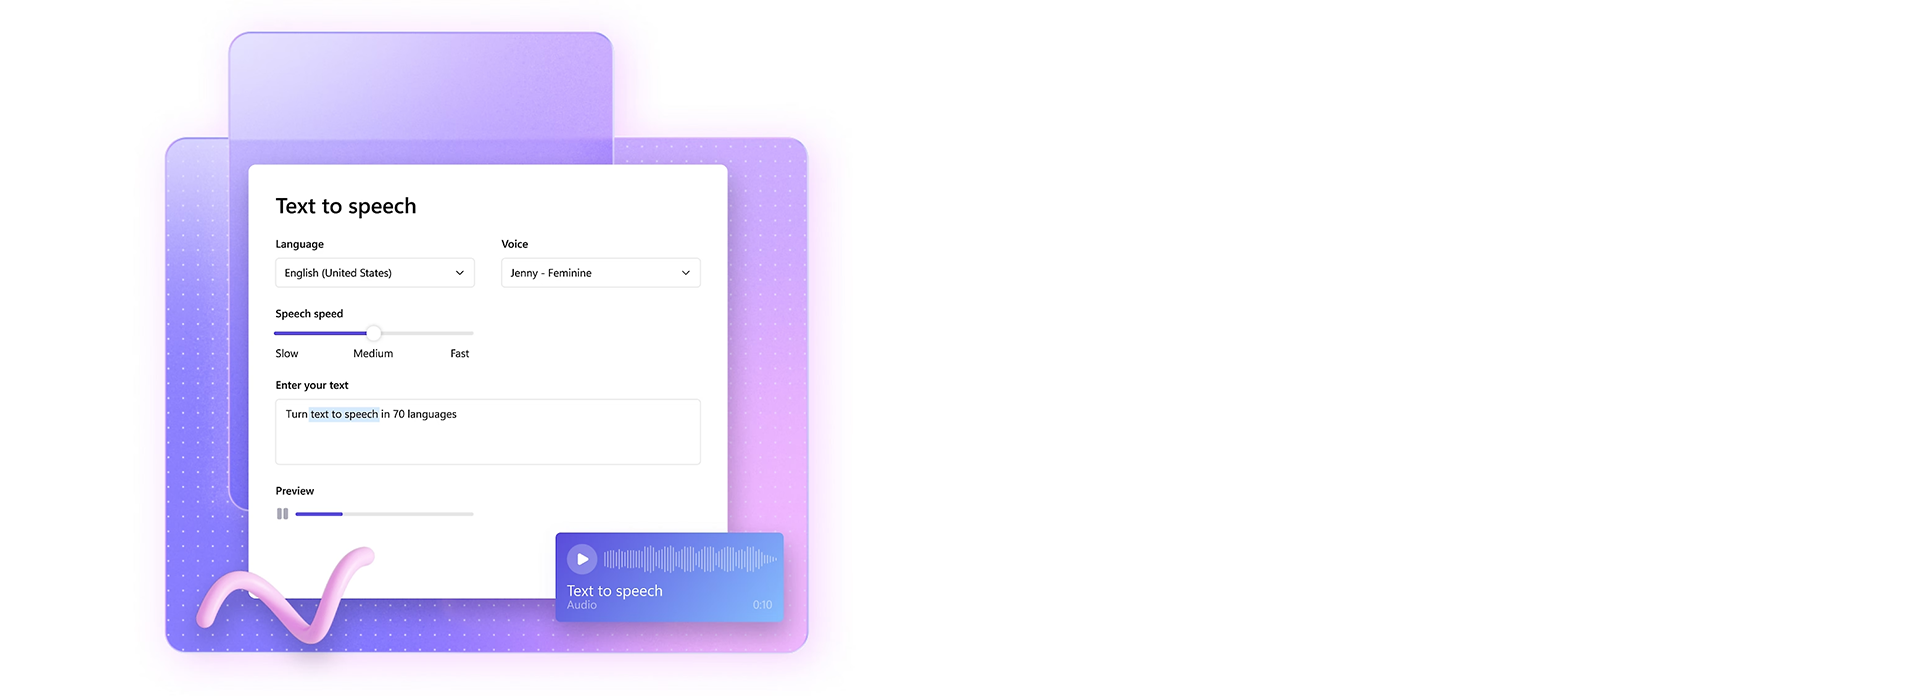 Text to speech
Language
Voice
English (United States)
Jenny - Feminine
Speech speed
Slow
Medium
Fast
Enter your text
Turn text to speech in 70 languages
Preview
Text to speech
Audio
0:10